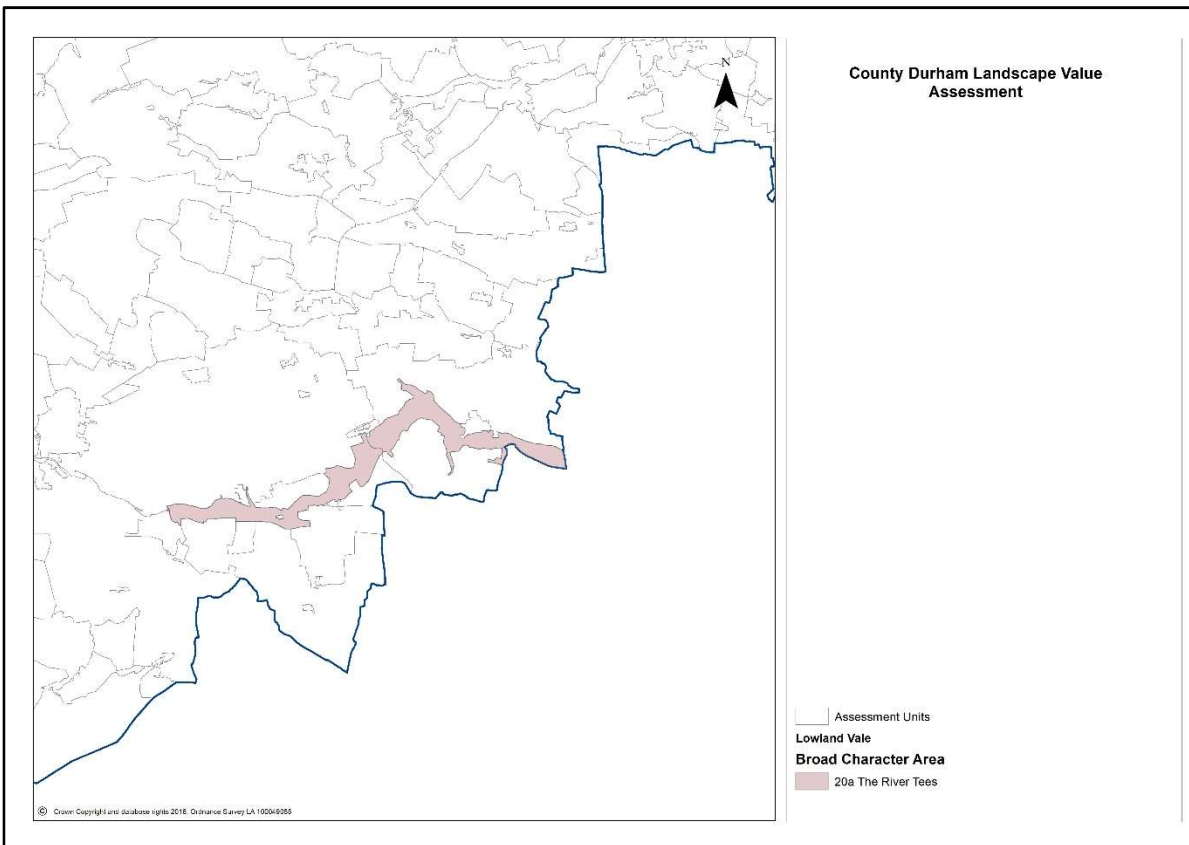 County Durham Landscape Value
Assessment
N
Assessment Units
Lowland Vale
Broad Character Area
20a The River Tees
© Crown Copyright and database rights 2018. Ordnance Survey LA 100049055